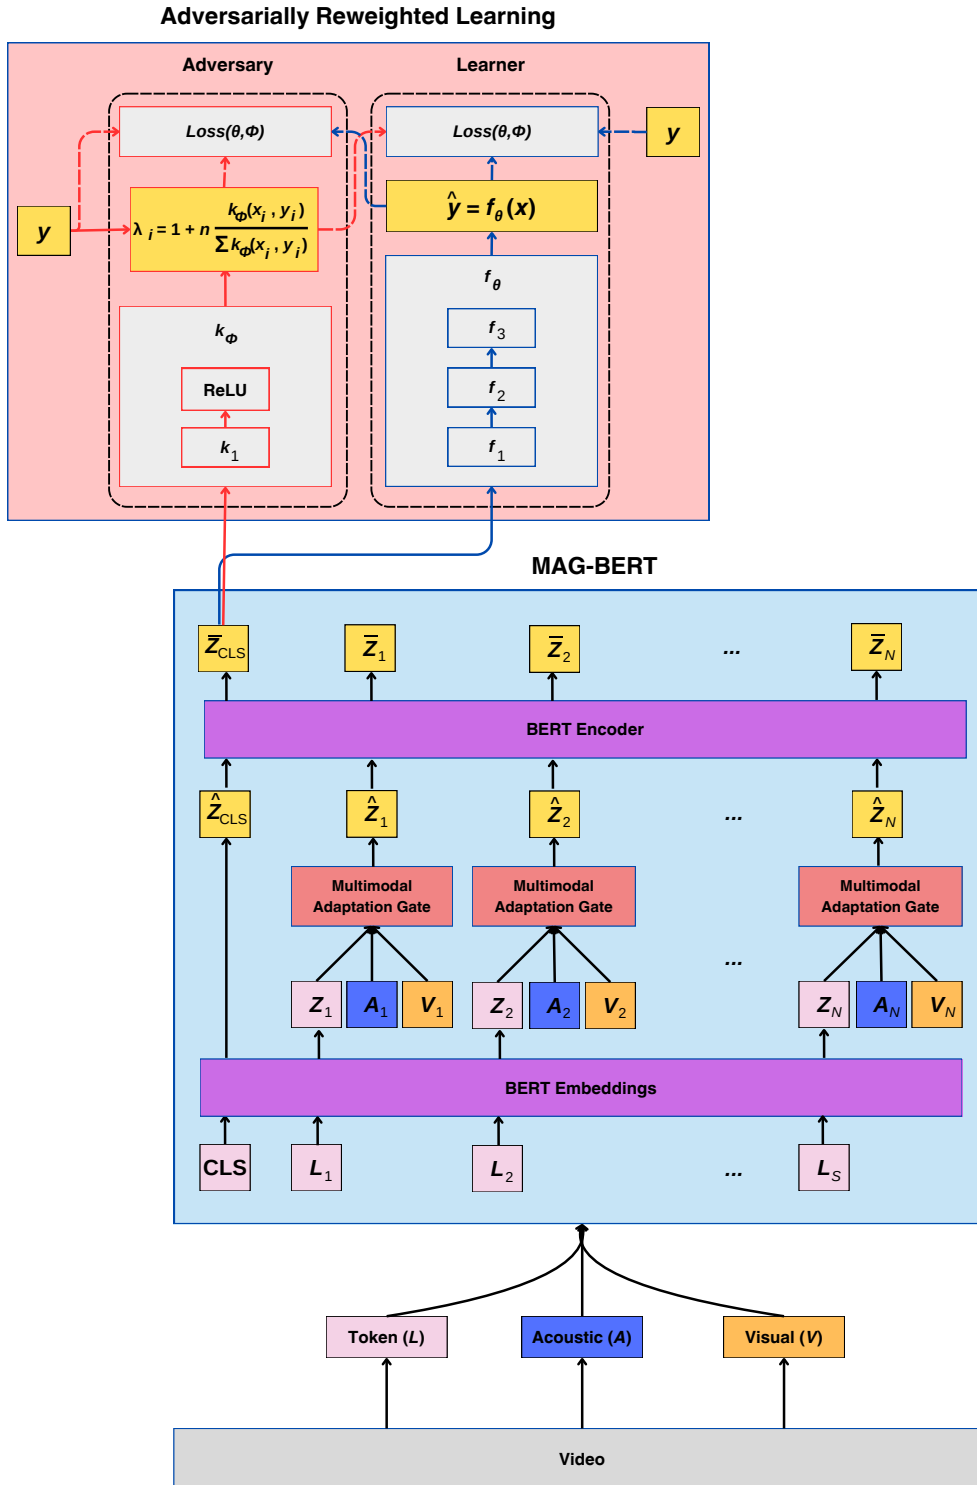 Adversarially Reweighted Learning
Adversary
Learner
Loss(θ,Φ)
Loss(θ,Φ)
y
y
λ i = 1 + n kΦ(xi , yi) / Σ kΦ(xi , yi)
ŷ = fθ(x)
kΦ
ReLU
k1
fθ
f3
f2
f1
MAG-BERT
Z̅CLS
Z̅1
Z̅2
...
Z̅N
BERT Encoder
ẐCLS
Ẑ1
Ẑ2
...
ẐN
Multimodal
Adaptation Gate
Multimodal
Adaptation Gate
Multimodal
Adaptation Gate
...
Z1
A1
V1
Z2
A2
V2
ZN
AN
VN
BERT Embeddings
CLS
L1
L2
...
LS
Token (L)
Acoustic (A)
Visual (V)
Video